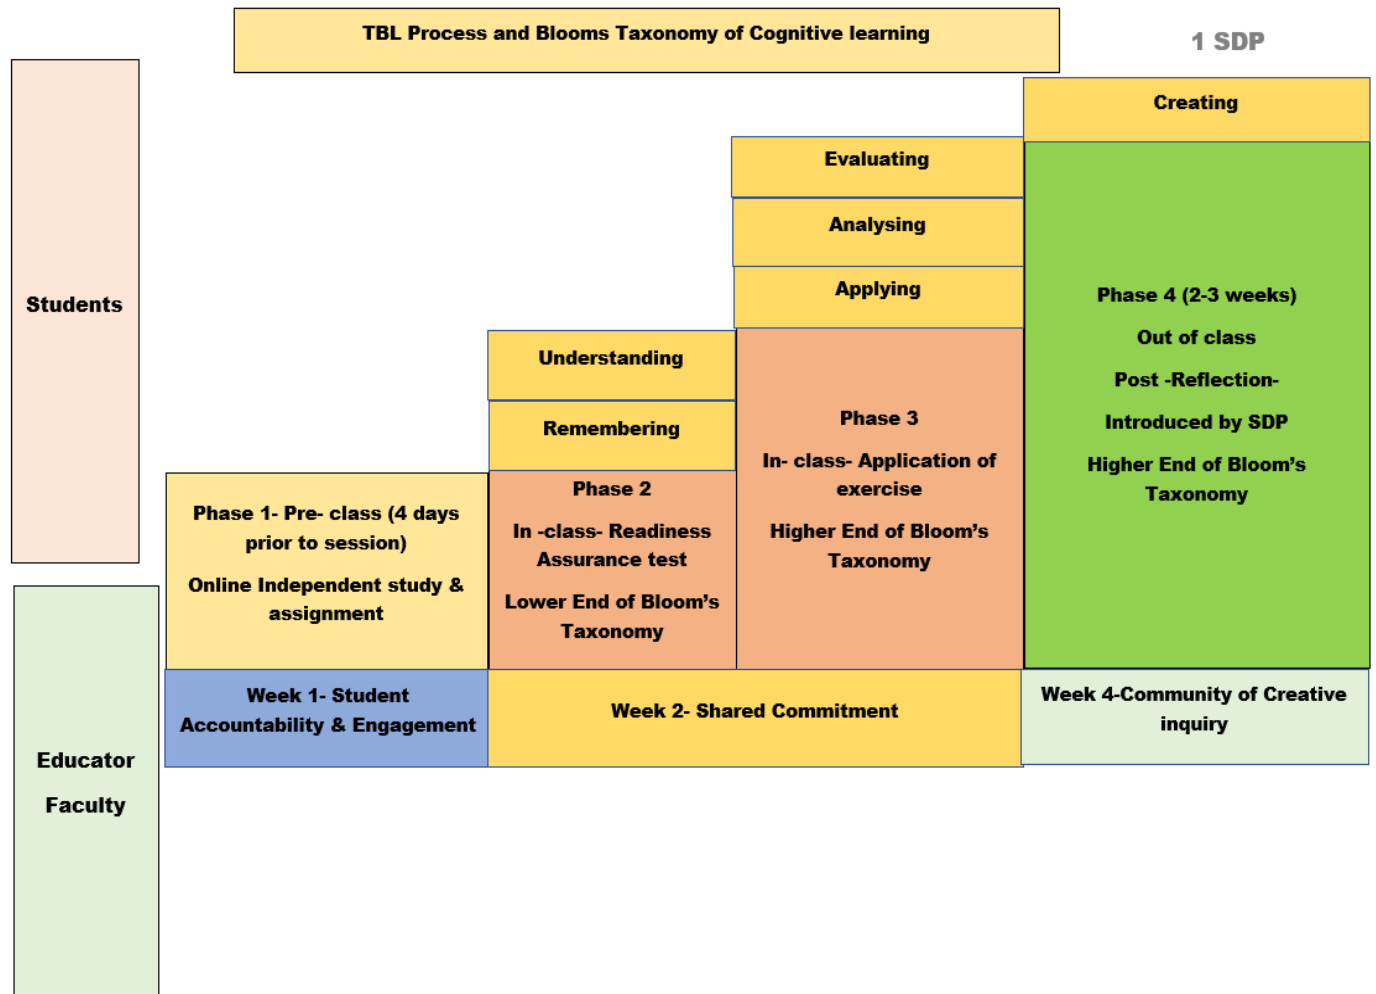 TBL Process and Blooms Taxonomy of Cognitive learning
1 SDP
Students
Creating
Evaluating
Analysing
Applying
Understanding
Remembering
Phase 1- Pre- class (4 days
prior to session)
Online Independent study &
assignment
Phase 2
In -class- Readiness
Assurance test
Lower End of Bloom’s
Taxonomy
Phase 3
In- class- Application of
exercise
Higher End of Bloom’s
Taxonomy
Phase 4 (2-3 weeks)
Out of class
Post -Reflection-
Introduced by SDP
Higher End of Bloom’s
Taxonomy
Educator
Faculty
Week 1- Student
Accountability & Engagement
Week 2- Shared Commitment
Week 4-Community of Creative
inquiry